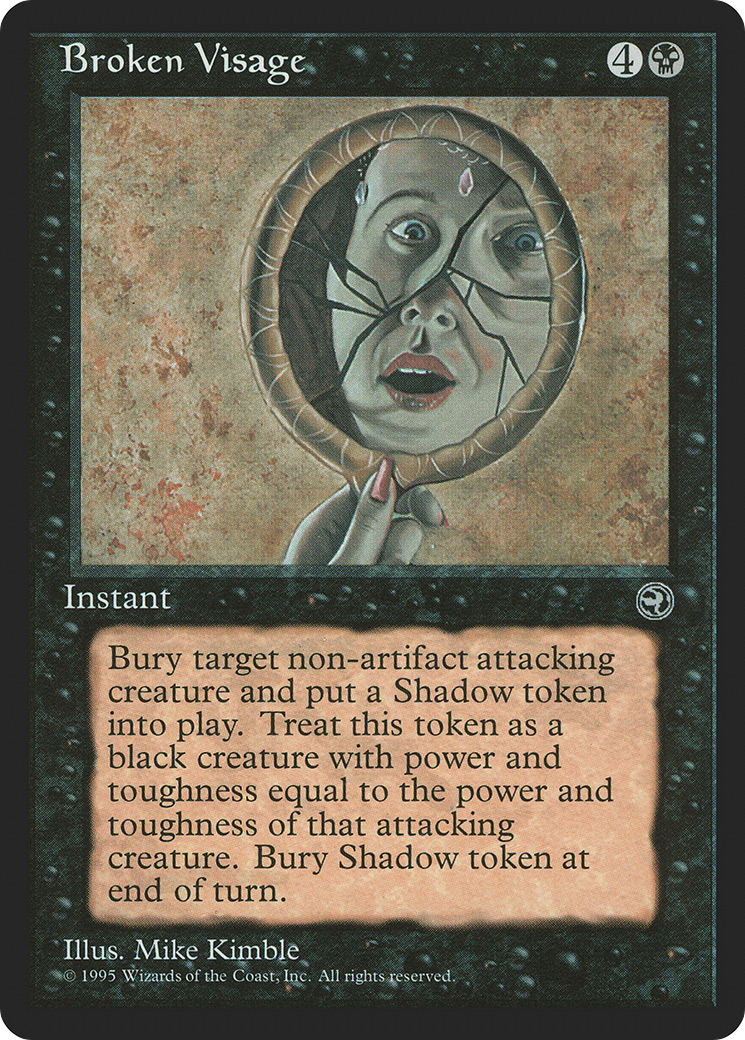 Broken Visage 4
Instant
Bury target non-artifact attacking
creature and put a Shadow token
into play. Treat this token as a
black creature with power and
toughness equal to the power and
toughness of that attacking
creature. Bury Shadow token at
end of turn.
Illus. Mike Kimble
© 1995 Wizards of the Coast, Inc. All rights reserved.